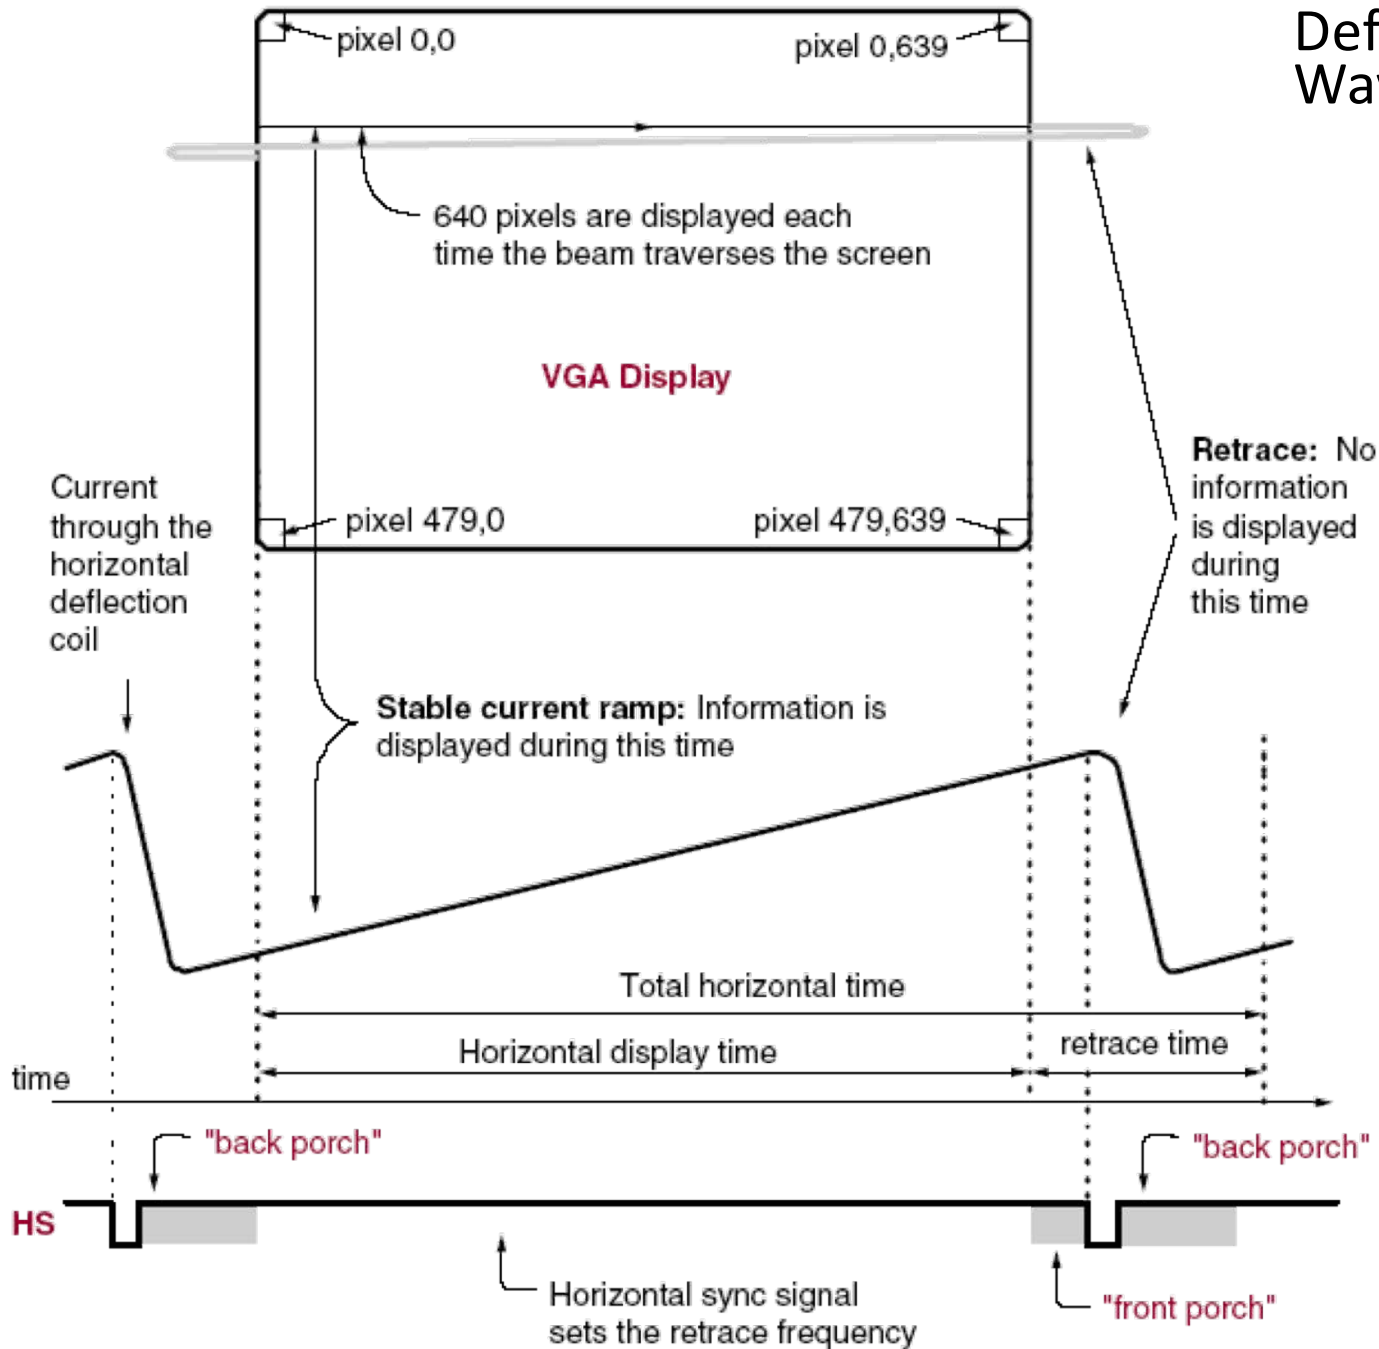 Def
Wav
pixel 0,0
pixel 0,639
640 pixels are displayed each
time the beam traverses the screen
VGA Display
Retrace: No
information
is displayed
during
this time
Current
through the
horizontal
deflection
coil
pixel 479,0
pixel 479,639
Stable current ramp: Information is
displayed during this time
Total horizontal time
Horizontal display time
retrace time
time
"back porch"
"back porch"
HS
Horizontal sync signal
sets the retrace frequency
"front porch"